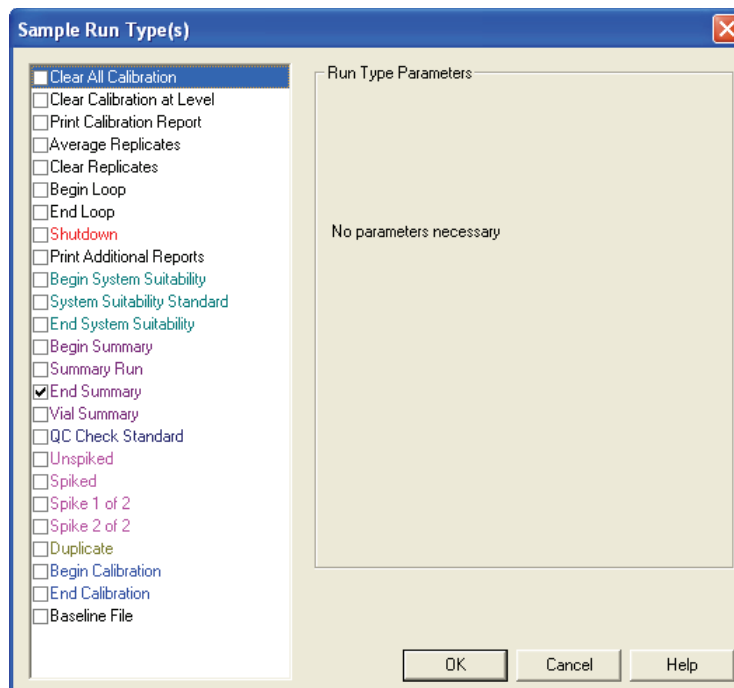 Sample Run Type(s)
Clear All Calibration
Clear Calibration at Level
Print Calibration Report
Average Replicates
Clear Replicates
Begin Loop
End Loop
Shutdown
Print Additional Reports
Begin System Suitability
System Suitability Standard
End System Suitability
Begin Summary
Summary Run
End Summary
Vial Summary
QC Check Standard
Unspiked
Spiked
Spike 1 of 2
Spike 2 of 2
Duplicate
Begin Calibration
End Calibration
Baseline File
Run Type Parameters
No parameters necessary
OK Cancel Help